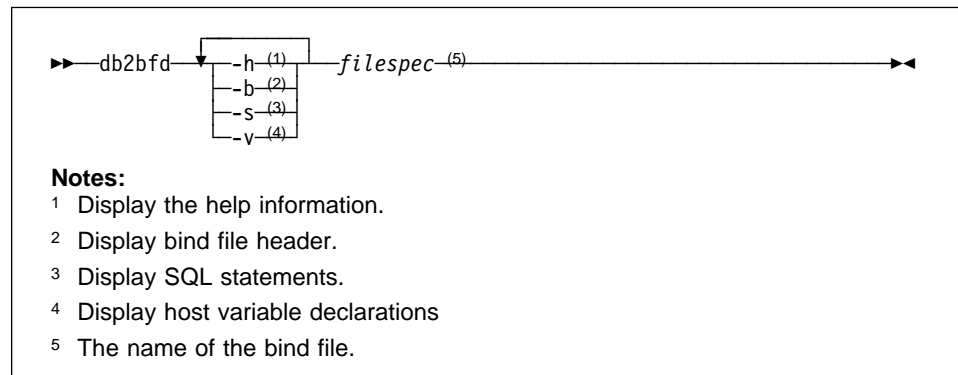 db2bfd -h (1) filespec (5)
-b (2)
-s (3)
-v (4)
Notes:
1 Display the help information.
2 Display bind file header.
3 Display SQL statements.
4 Display host variable declarations
5 The name of the bind file.